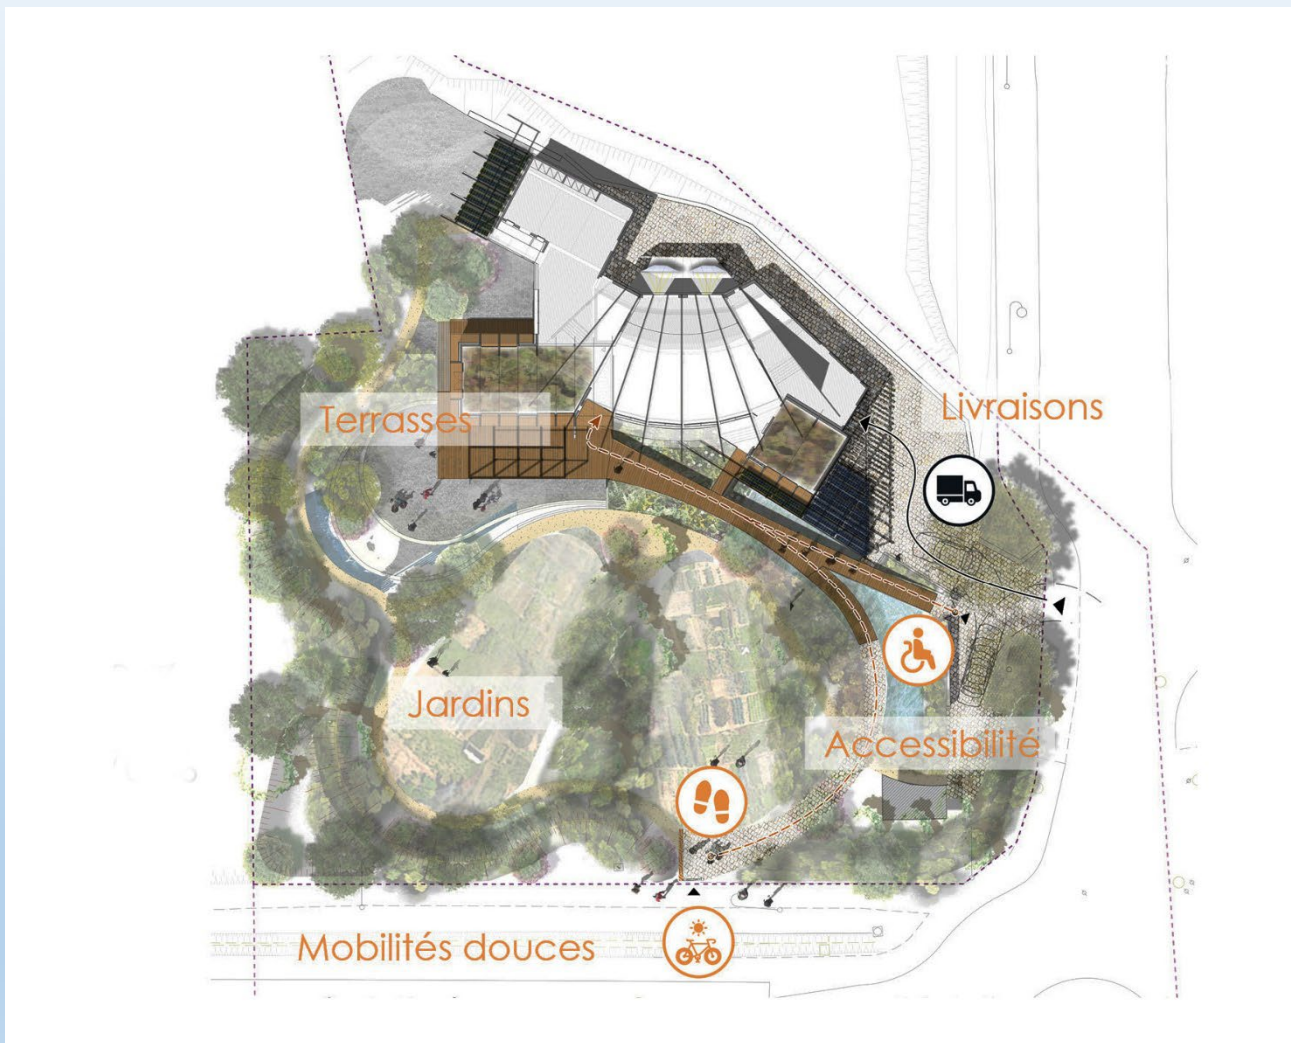 Livraisons
Terrasses
Jardins
Accessibilité
Mobilités douces